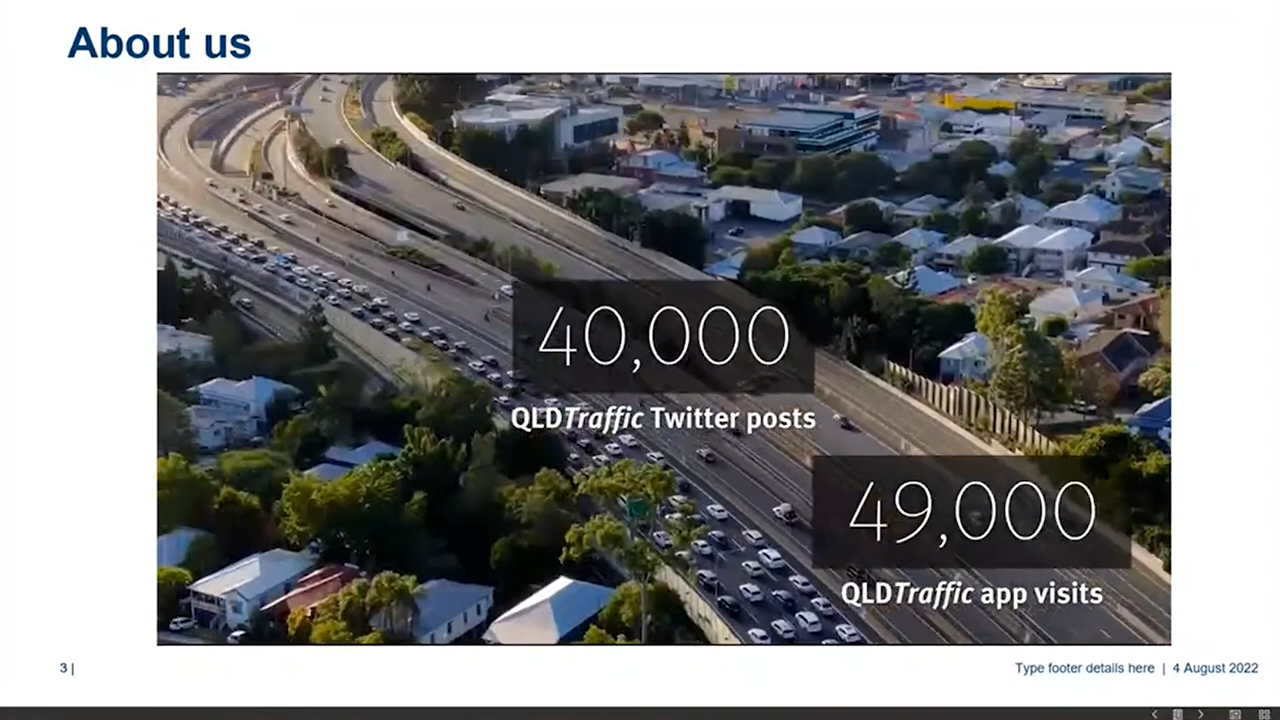 About us
40,000
QLDTraffic Twitter posts
49,000
QLDTraffic app visits
3 |
Type footer details here | 4 August 2022